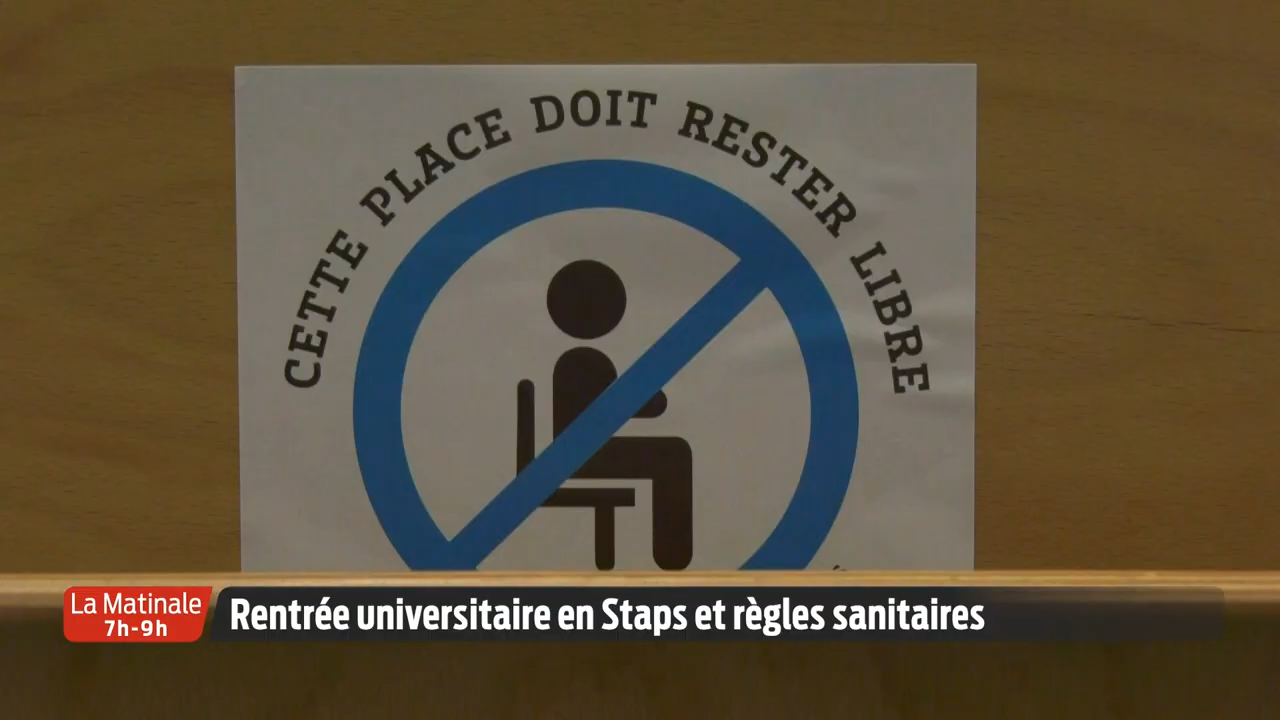 CETTE PLACE DOIT RESTER LIBRE
La Matinale
7h-9h
Rentrée universitaire en Staps et règles sanitaires